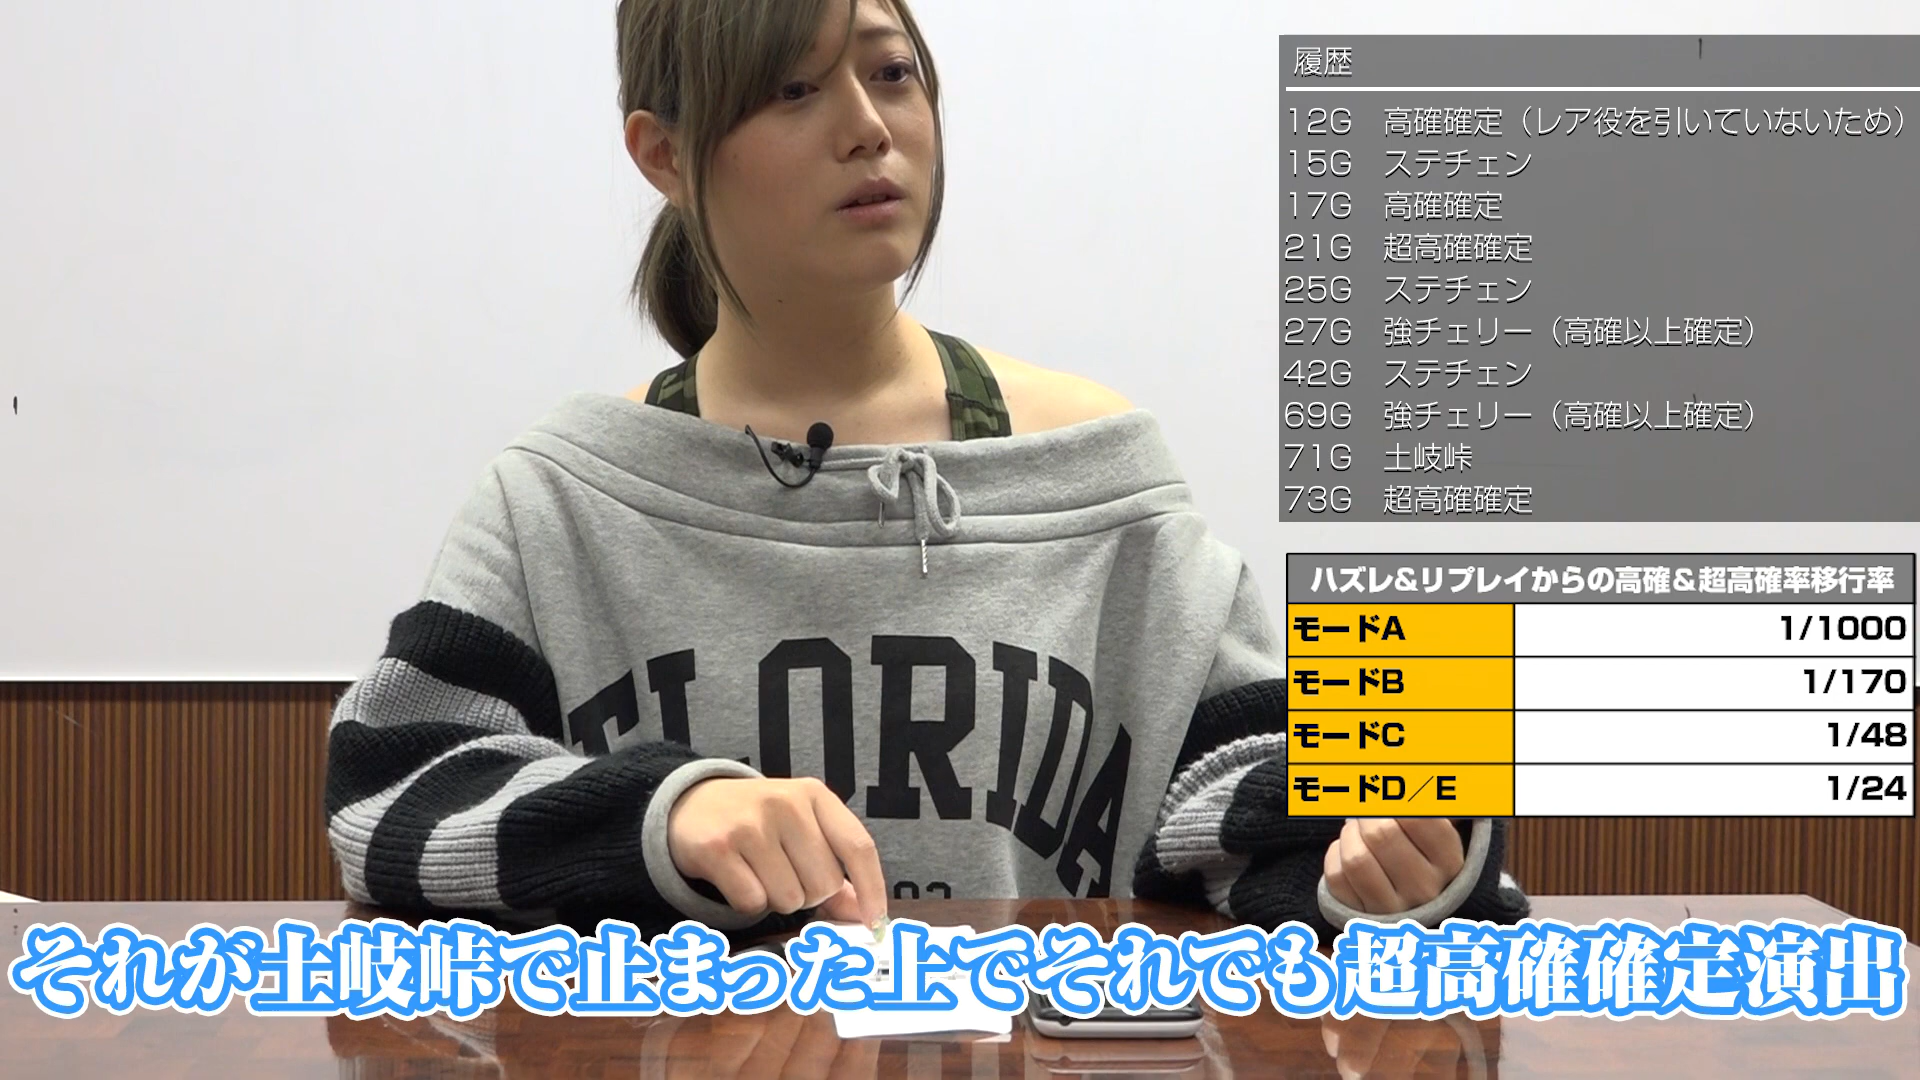 履歴
12G 高確確定（レア役を引いていないため）
15G ステチェン
17G 高確確定
21G 超高確確定
25G ステチェン
27G 強チェリー（高確以上確定）
42G ステチェン
69G 強チェリー（高確以上確定）
71G 土岐峠
73G 超高確確定
ハズレ&リプレイからの高確＆超高確率移行率
モードA 1/1000
モードB 1/170
モードC 1/48
モードD／E 1/24
FLORIDA
それが土岐峠で止まった上でそれでも超高確確定演出